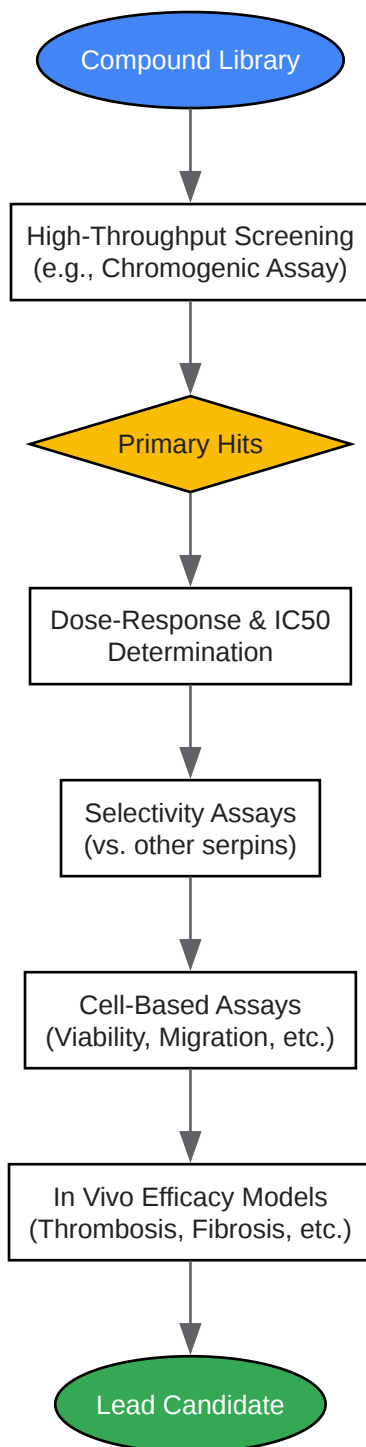 Compound Library
High-Throughput Screening
(e.g., Chromogenic Assay)
Primary Hits
Dose-Response & IC50
Determination
Selectivity Assays
(vs. other serpins)
Cell-Based Assays
(Viability, Migration, etc.)
In Vivo Efficacy Models
(Thrombosis, Fibrosis, etc.)
Lead Candidate